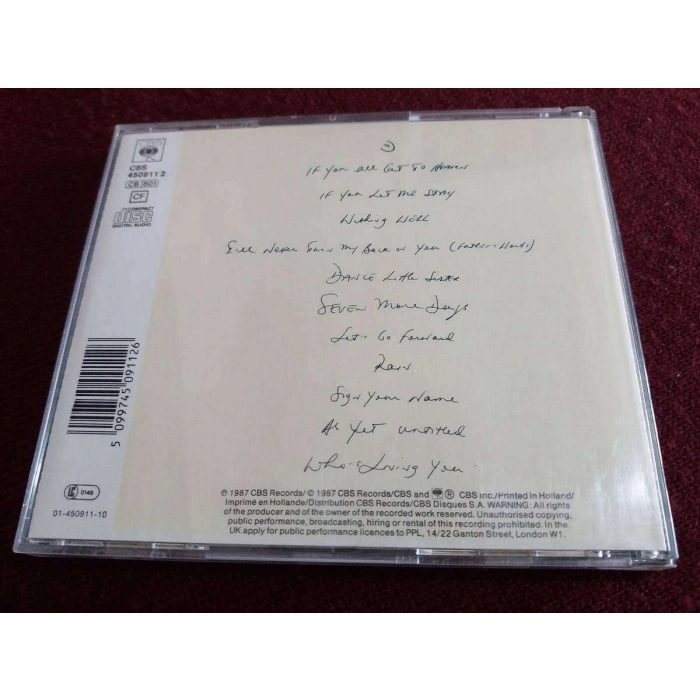 CBS
450911 2
CB 801
CF
COMPACT
disc
DIGITAL AUDIO
If You All Get To Heaven
If You Let Me Stay
Wishing Well
I'll Never Turn My Back on You (Father's Words)
Dance Little Sister
Seven More Days
Let's Go Forward
Rain
Sign Your Name
As Yet Untitled
Who's Loving You
5 099745 091126
LC 0149
01-450911-10
℗ 1987 CBS Records/ © 1987 CBS Records/CBS and ® CBS Inc./Printed in Holland/
Imprimé en Hollande/Distribution CBS Records/CBS Disques S.A. WARNING: All rights
of the producer and of the owner of the recorded work reserved. Unauthorised copying,
public performance, broadcasting, hiring or rental of this recording prohibited. In the
UK apply for public performance licences to PPL, 14/22 Ganton Street, London W1.